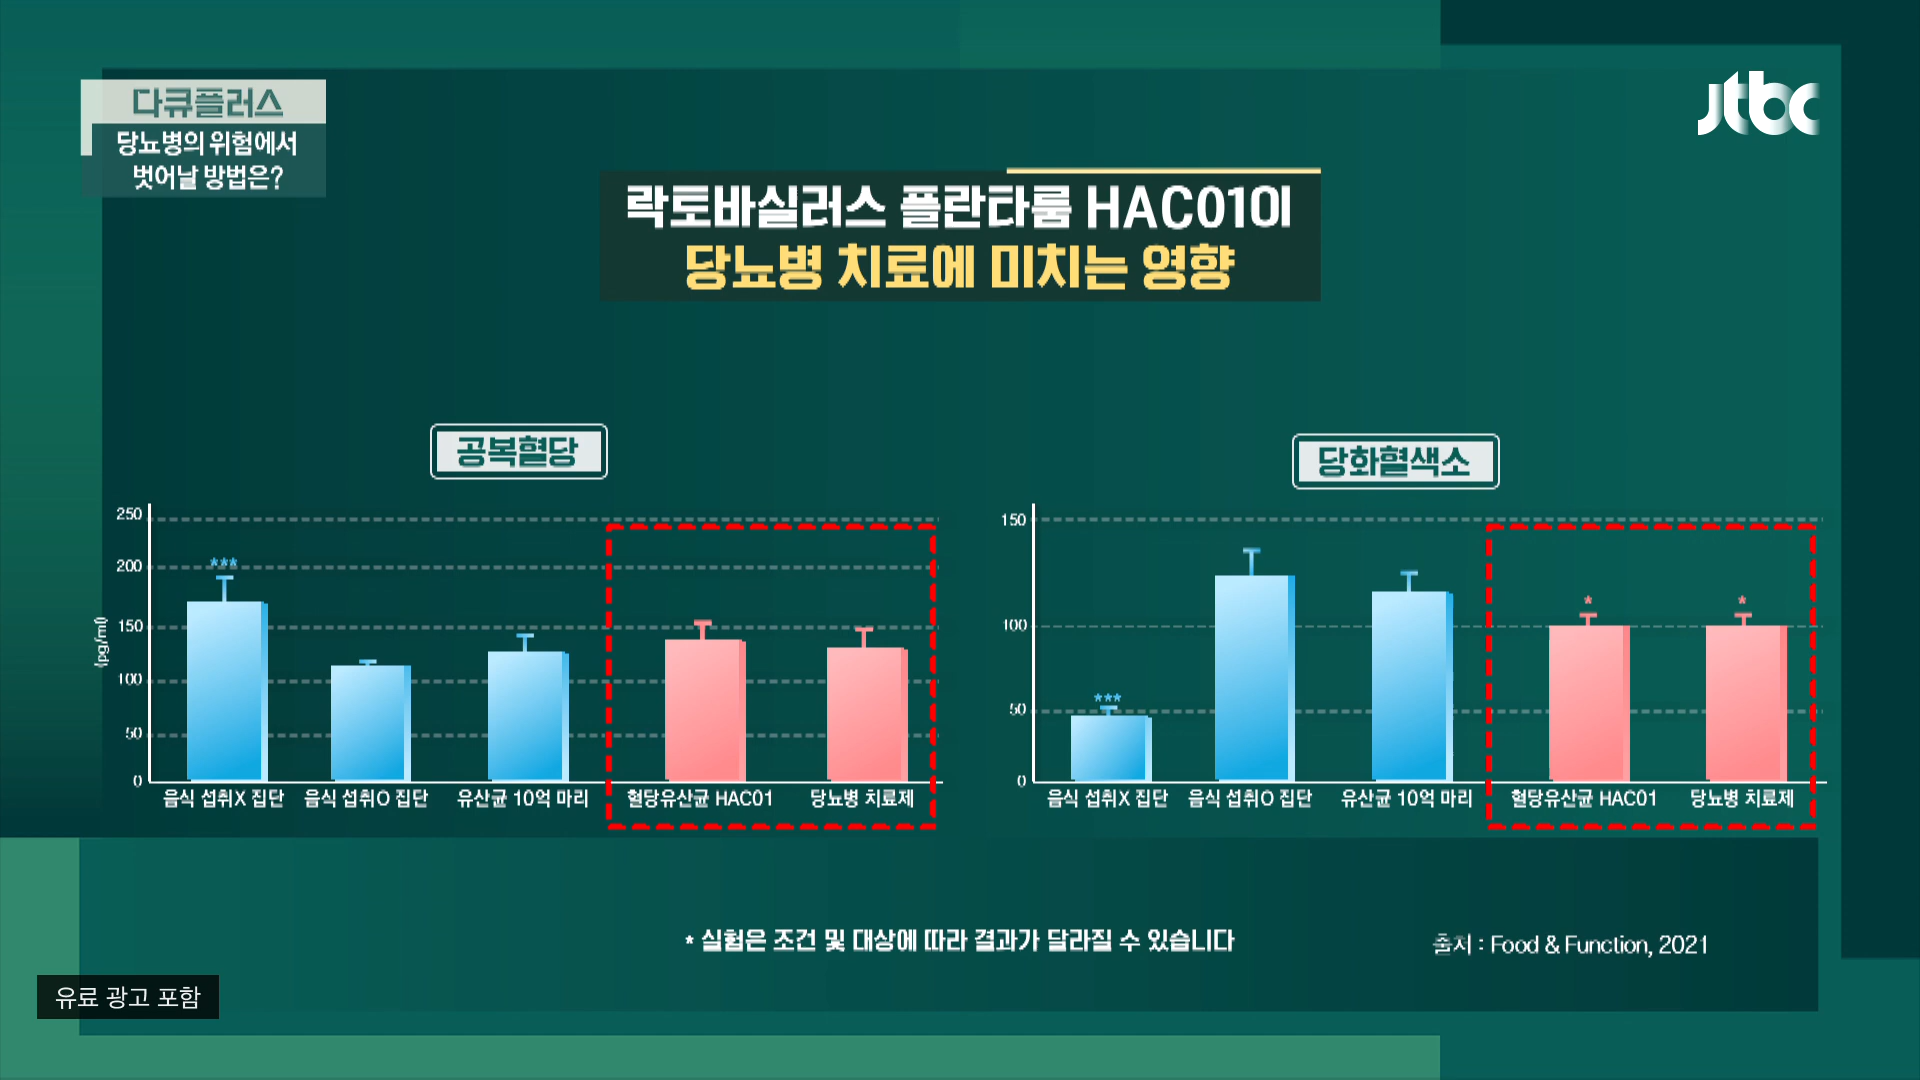 다큐플러스
당뇨병의 위험에서
벗어날 방법은?
jtbc
락토바실러스 플란타룸 HAC01이
당뇨병 치료에 미치는 영향
공복혈당
(pg/ml)
250
200
150
100
50
0
***
음식 섭취X 집단 음식 섭취O 집단 유산균 10억 마리 혈당유산균 HAC01 당뇨병 치료제
당화혈색소
150
100
50
0
***
*
*
음식 섭취X 집단 음식 섭취O 집단 유산균 10억 마리 혈당유산균 HAC01 당뇨병 치료제
* 실험은 조건 및 대상에 따라 결과가 달라질 수 있습니다
출처 : Food & Function, 2021
유료 광고 포함